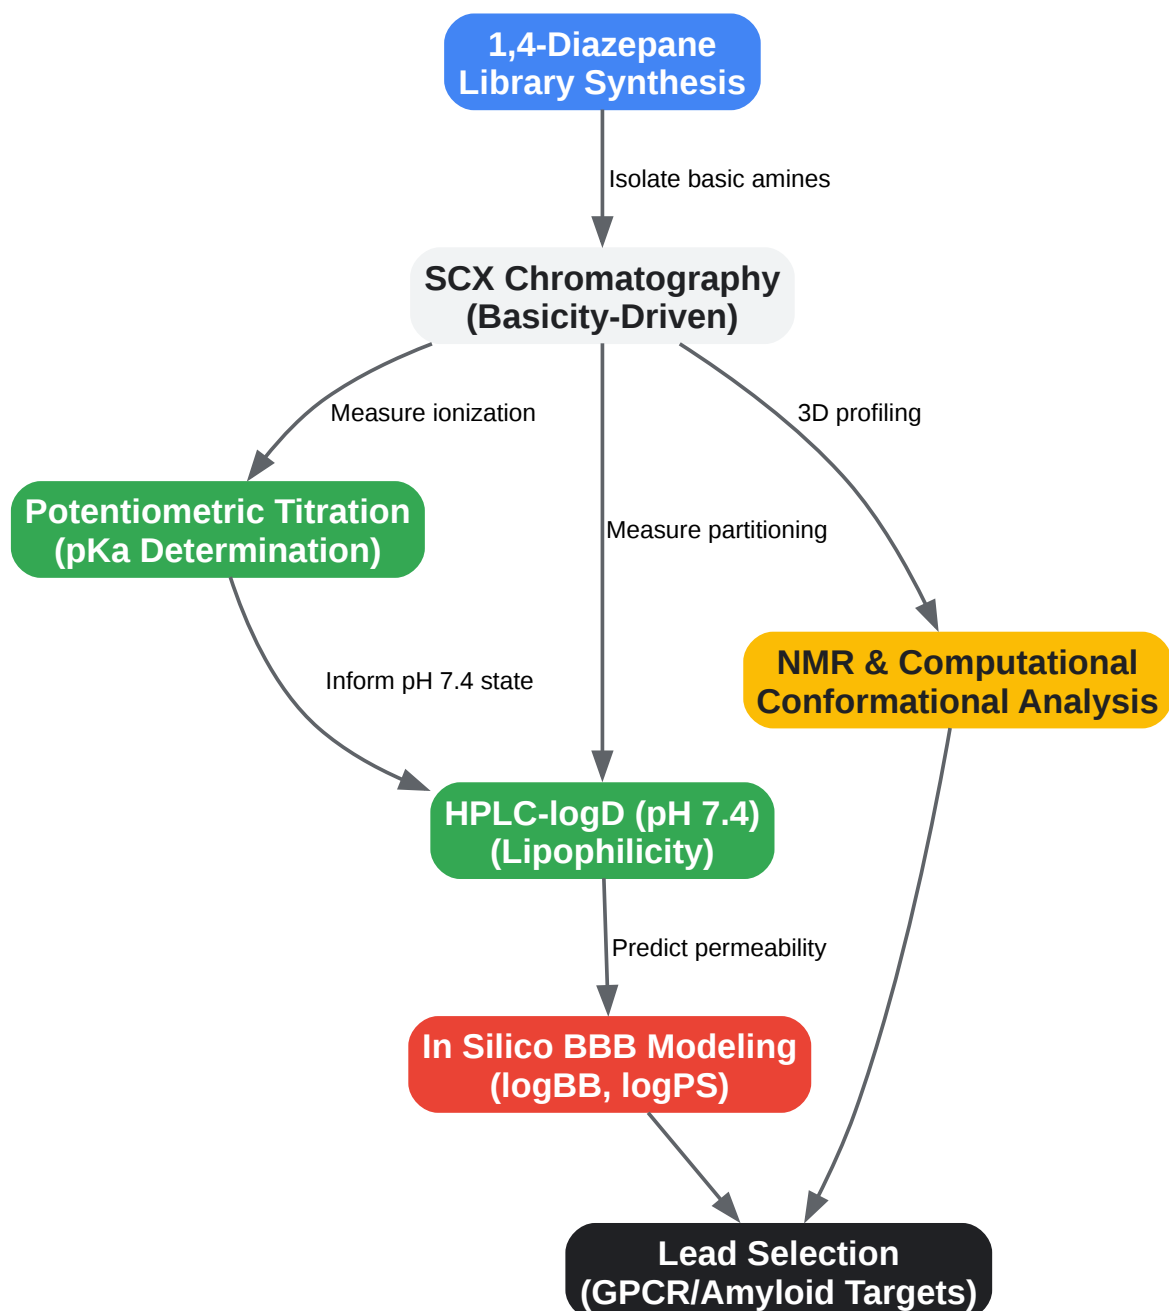 1,4-Diazepane
Library Synthesis
Isolate basic amines
SCX Chromatography
(Basicity-Driven)
Measure ionization
3D profiling
Potentiometric Titration
(pKa Determination)
Measure partitioning
NMR & Computational
Conformational Analysis
Inform pH 7.4 state
HPLC-logD (pH 7.4)
(Lipophilicity)
Predict permeability
In Silico BBB Modeling
(logBB, logPS)
Lead Selection
(GPCR/Amyloid Targets)